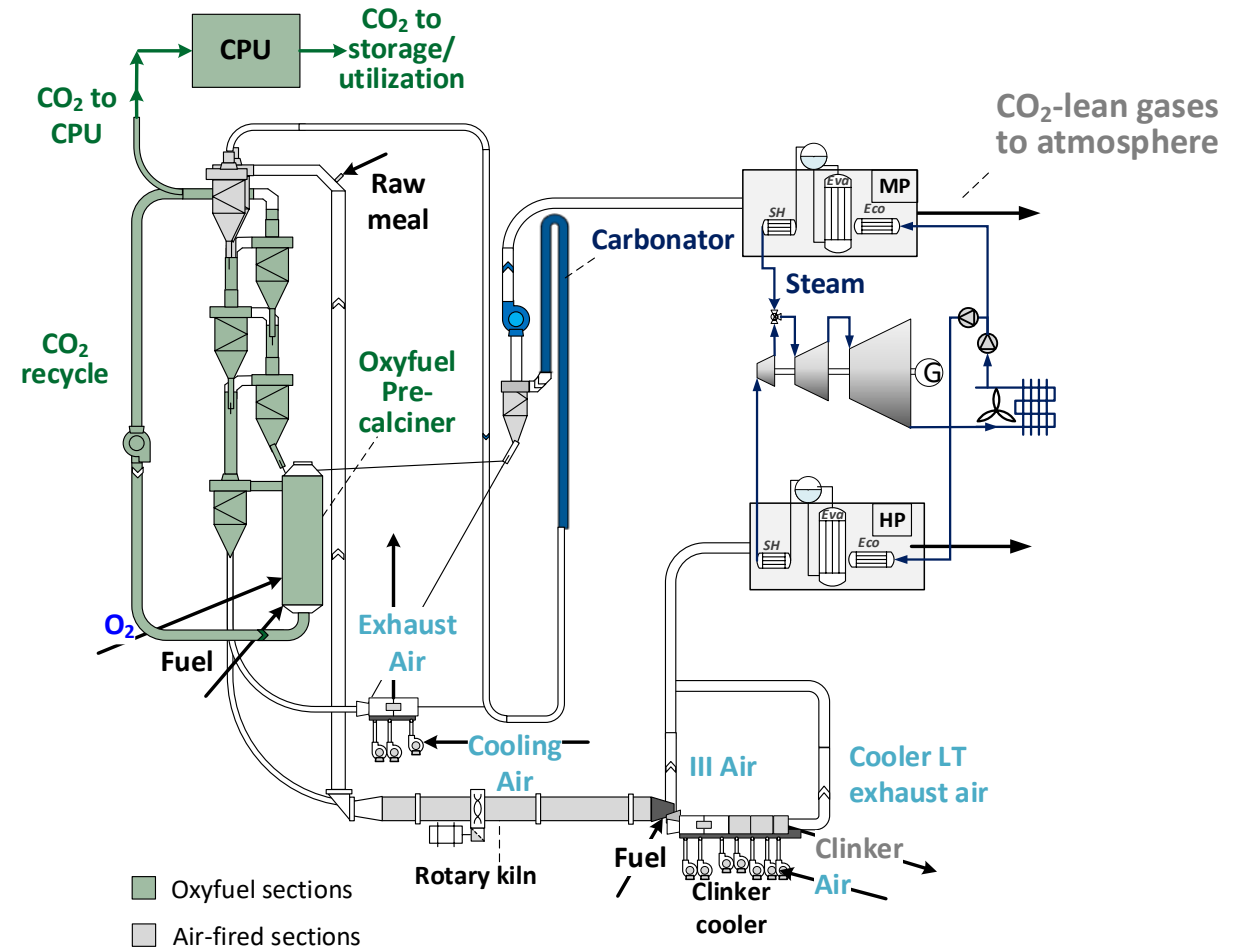 CPU
CO₂ to
storage/
utilization
CO₂ to
CPU
CO₂-lean gases
to atmosphere
Raw
meal
Eva
MP
SH
Eco
Carbonator
Steam
CO₂
recycle
Oxyfuel
Pre-
calciner
G
Eva
HP
SH
Eco
O₂
Fuel
Exhaust
Air
Cooling
Air
III Air
Cooler LT
exhaust air
Fuel
Clinker
Air
Rotary kiln
Clinker
cooler
Oxyfuel sections
Air-fired sections